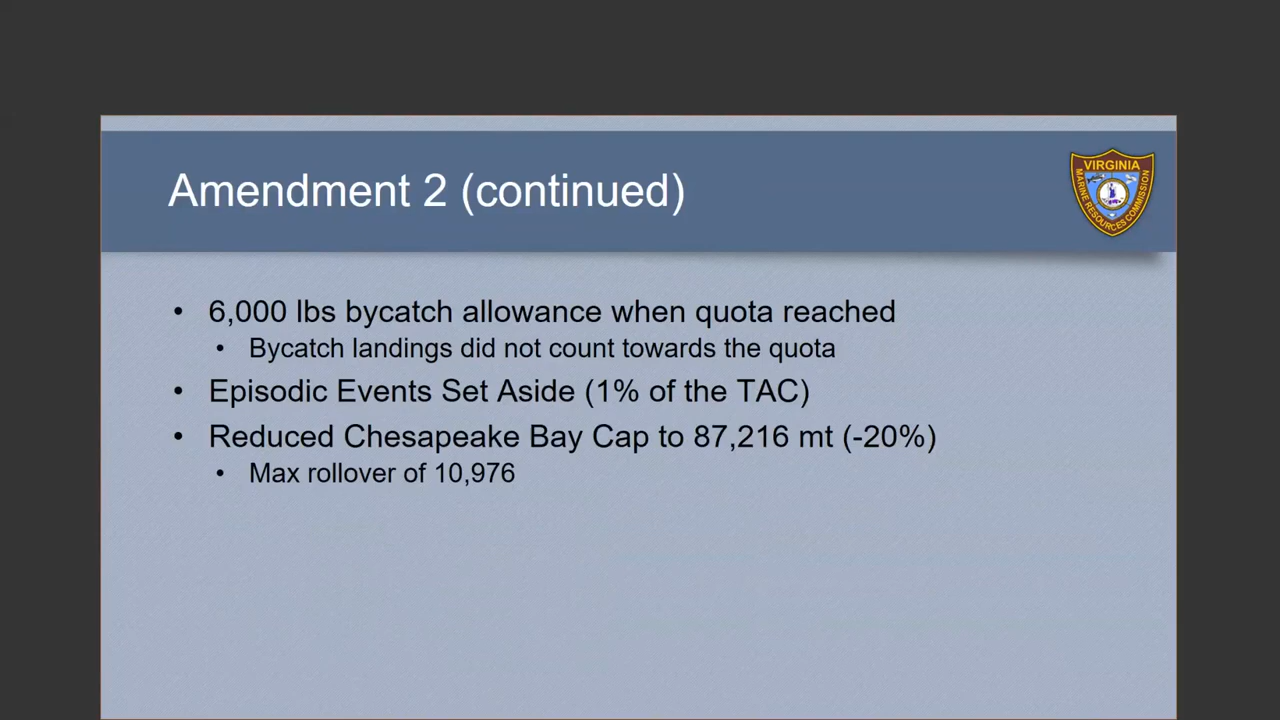 Amendment 2 (continued)
VIRGINIA
MARINE RESOURCES COMMISSION
• 6,000 lbs bycatch allowance when quota reached
• Bycatch landings did not count towards the quota
• Episodic Events Set Aside (1% of the TAC)
• Reduced Chesapeake Bay Cap to 87,216 mt (-20%)
• Max rollover of 10,976